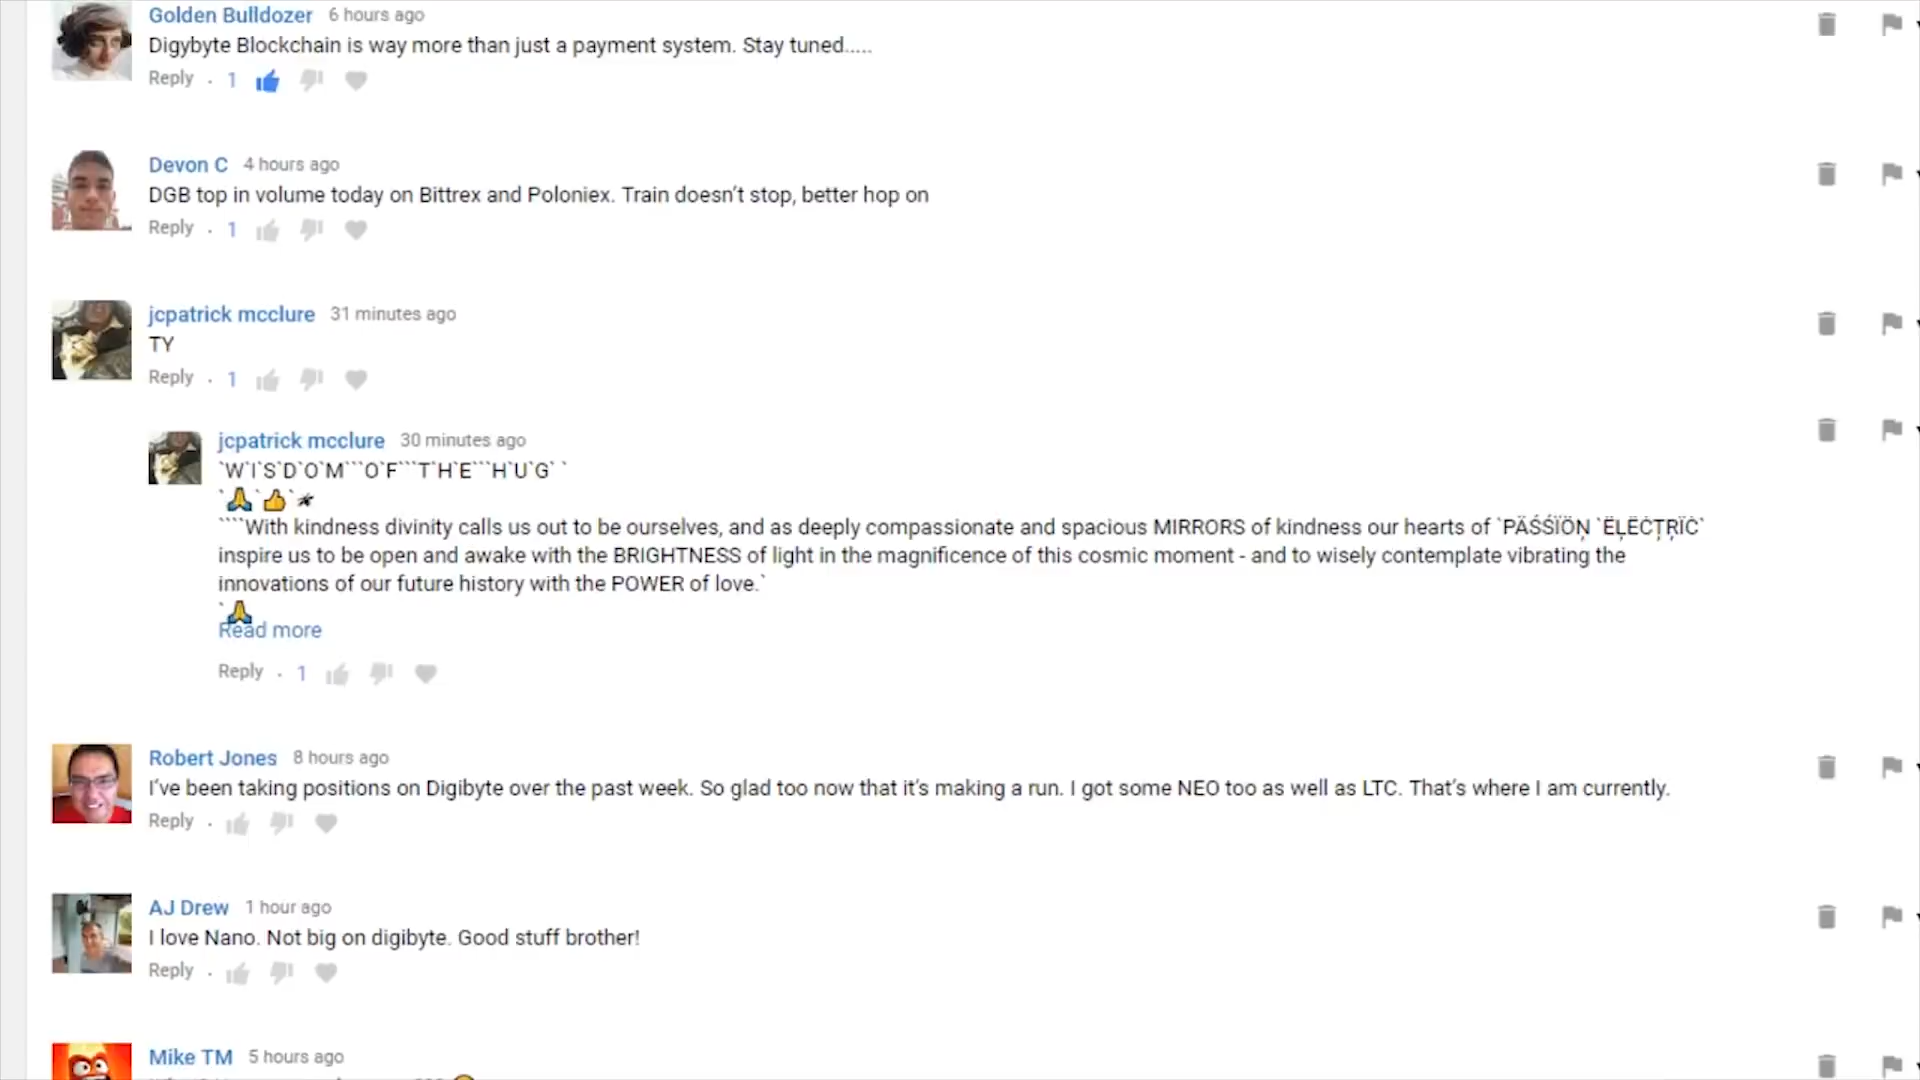 Golden Bulldozer 6 hours ago
Digybyte Blockchain is way more than just a payment system. Stay tuned.....
Reply . 1
Devon C 4 hours ago
DGB top in volume today on Bittrex and Poloniex. Train doesn't stop, better hop on
Reply . 1
jcpatrick mcclure 31 minutes ago
TY
Reply . 1
jcpatrick mcclure 30 minutes ago
`W`I`S`D`O`M```O`F```T`H`E```H`U`G` `
`🙏`👍`*
````With kindness divinity calls us out to be ourselves, and as deeply compassionate and spacious MIRRORS of kindness our hearts of `PÄŚŚÏÖŅ `ËĻËĊŢŖÏĊ`
inspire us to be open and awake with the BRIGHTNESS of light in the magnificence of this cosmic moment - and to wisely contemplate vibrating the
innovations of our future history with the POWER of love.`
`🙏
Read more
Reply . 1
Robert Jones 8 hours ago
I've been taking positions on Digibyte over the past week. So glad too now that it's making a run. I got some NEO too as well as LTC. That's where I am currently.
Reply .
AJ Drew 1 hour ago
I love Nano. Not big on digibyte. Good stuff brother!
Reply .
Mike TM 5 hours ago